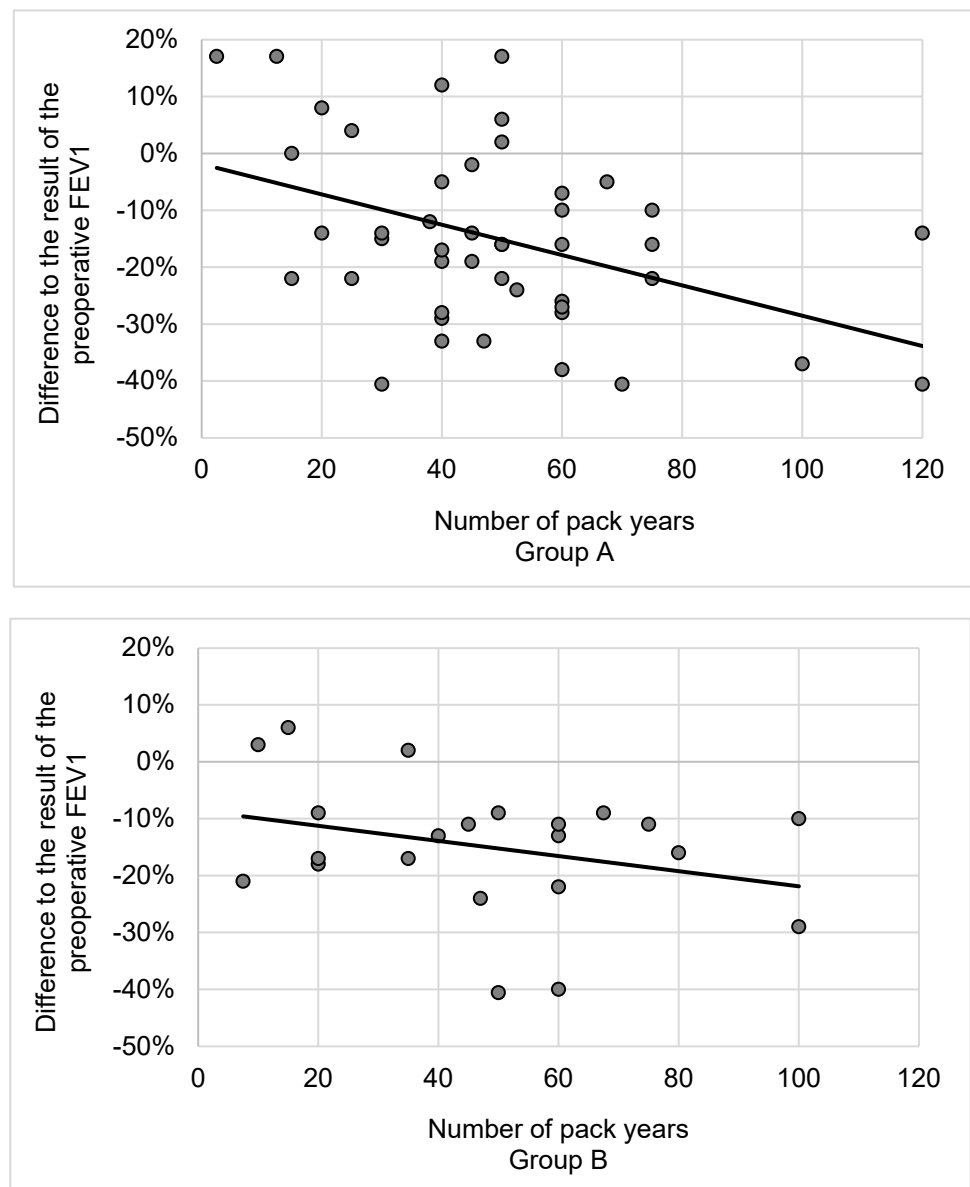 20%
10%
0%
-10%
-20%
-30%
-40%
-50%
Difference to the result of the
preoperative FEV1
0 20 40 60 80 100 120
Number of pack years
Group A
20%
10%
0%
-10%
-20%
-30%
-40%
-50%
Difference to the result of the
preoperative FEV1
0 20 40 60 80 100 120
Number of pack years
Group B